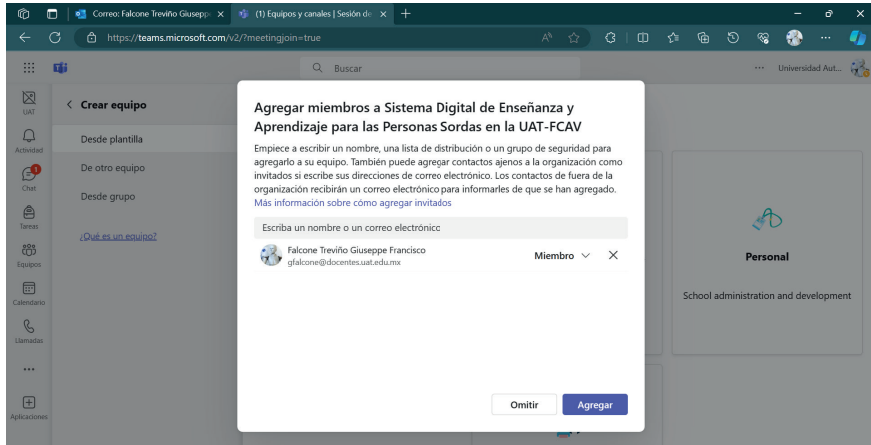 Correo: Falcone Treviño Giusepp
(1) Equipos y canales | Sesión de
https://teams.microsoft.com/v2/?meetingjoin=true
Buscar
Universidad Aut...
UAT
Actividad
Chat
1
Tareas
Equipos
Calendario
Llamadas
Aplicaciones
Crear equipo
Desde plantilla
De otro equipo
Desde grupo
¿Qué es un equipo?
Agregar miembros a Sistema Digital de Enseñanza y
Aprendizaje para las Personas Sordas en la UAT-FCAV
Empiece a escribir un nombre, una lista de distribución o un grupo de seguridad para
agregarlo a su equipo. También puede agregar contactos ajenos a la organización como
invitados si escribe sus direcciones de correo electrónico. Los contactos de fuera de la
organización recibirán un correo electrónico para informarles de que se han agregado.
Más información sobre cómo agregar invitados
Escriba un nombre o un correo electrónico
Falcone Treviño Giuseppe Francisco
gfalcone@docentes.uat.edu.mx
Miembro
Omitir
Agregar
Personal
School administration and development